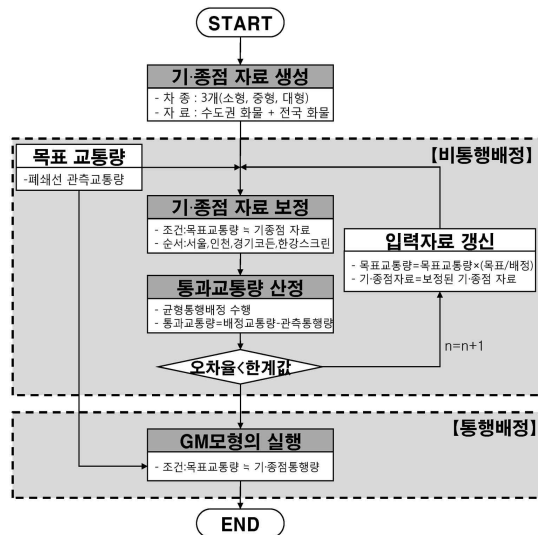 START
기·종점 자료 생성
- 차 종 : 3개(소형, 중형, 대형)
- 자 료 : 수도권 화물 + 전국 화물
【비통행배정】
목표 교통량
-폐쇄선 관측교통량
기·종점 자료 보정
- 조건:목표교통량 ≒ 기종점 자료
- 순서:서울,인천,경기코든,한강스크린
입력자료 갱신
- 목표교통량=목표교통량×(목표/배정)
- 기·종점자료=보정된 기·종점 자료
통과교통량 산정
- 균형통행배정 수행
- 통과교통량=배정교통량-관측통행량
n=n+1
오차율<한계값
【통행배정】
GM모형의 실행
- 조건:목표교통량 ≒ 기·종점통행량
END